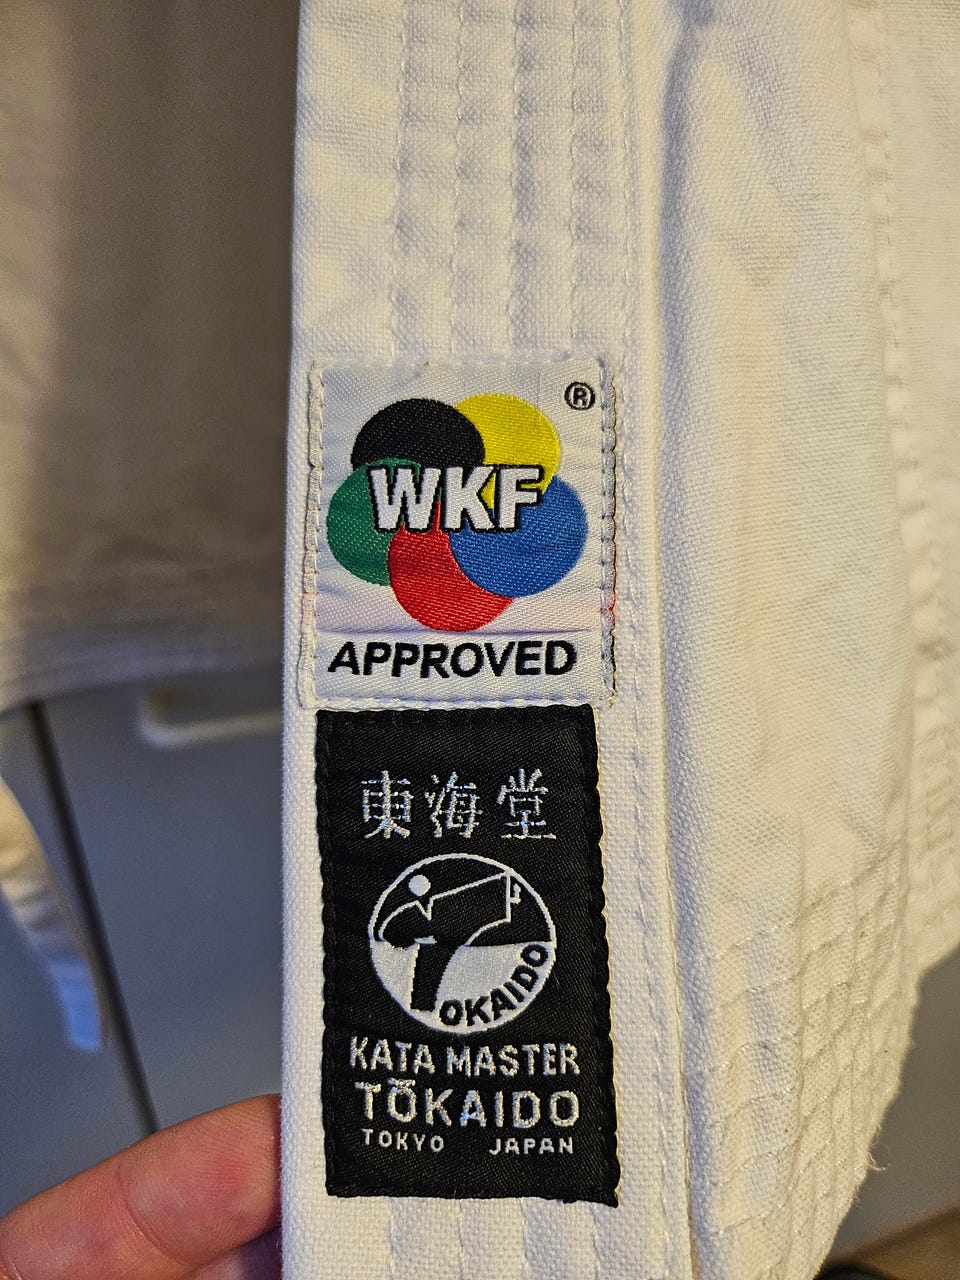 ®
WKF
APPROVED
東海堂
TOKAIDO
KATA MASTER
TŌKAIDO
TOKYO JAPAN